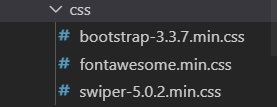 css
# bootstrap-3.3.7.min.css
# fontawesome.min.css
# swiper-5.0.2.min.css